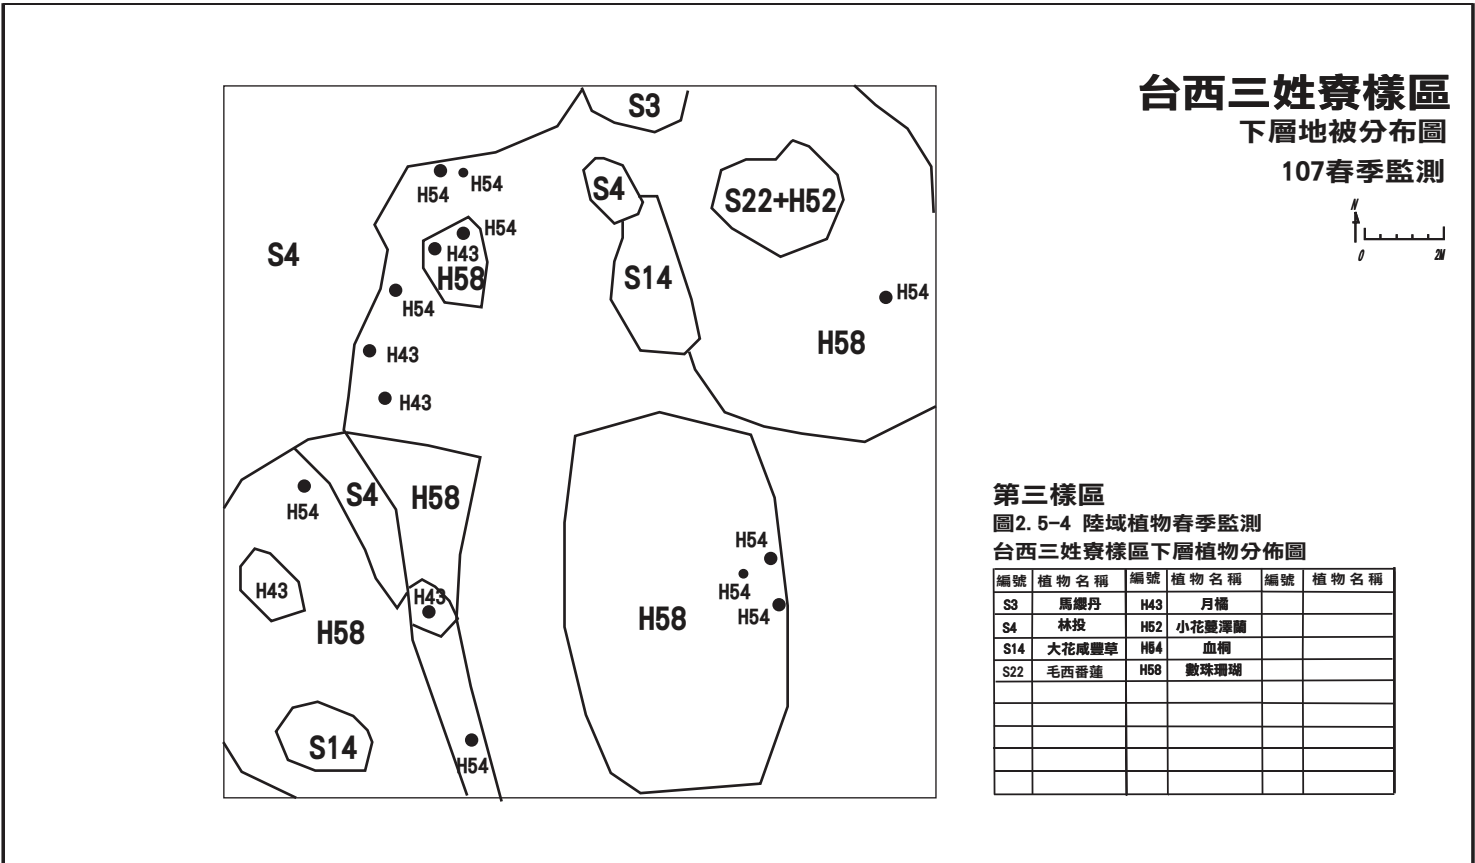 台西三姓寮樣區
下層地被分布圖
107春季監測
N
0 2M
S3
S4
S22+H52
H54
H54
H54
S4
H43
H58
S14
H54
H54
H58
H43
H43
S4
H58
H54
H54
H43
H43
H54
H54
H58
H58
S14
H54
第三樣區
圖2.5-4 陸域植物春季監測
台西三姓寮樣區下層植物分佈圖
編號 植物名稱 編號 植物名稱 編號 植物名稱
S3 馬纓丹 H43 月橘
S4 林投 H52 小花蔓澤蘭
S14 大花咸豐草 H54 血桐
S22 毛西番蓮 H58 數珠珊瑚